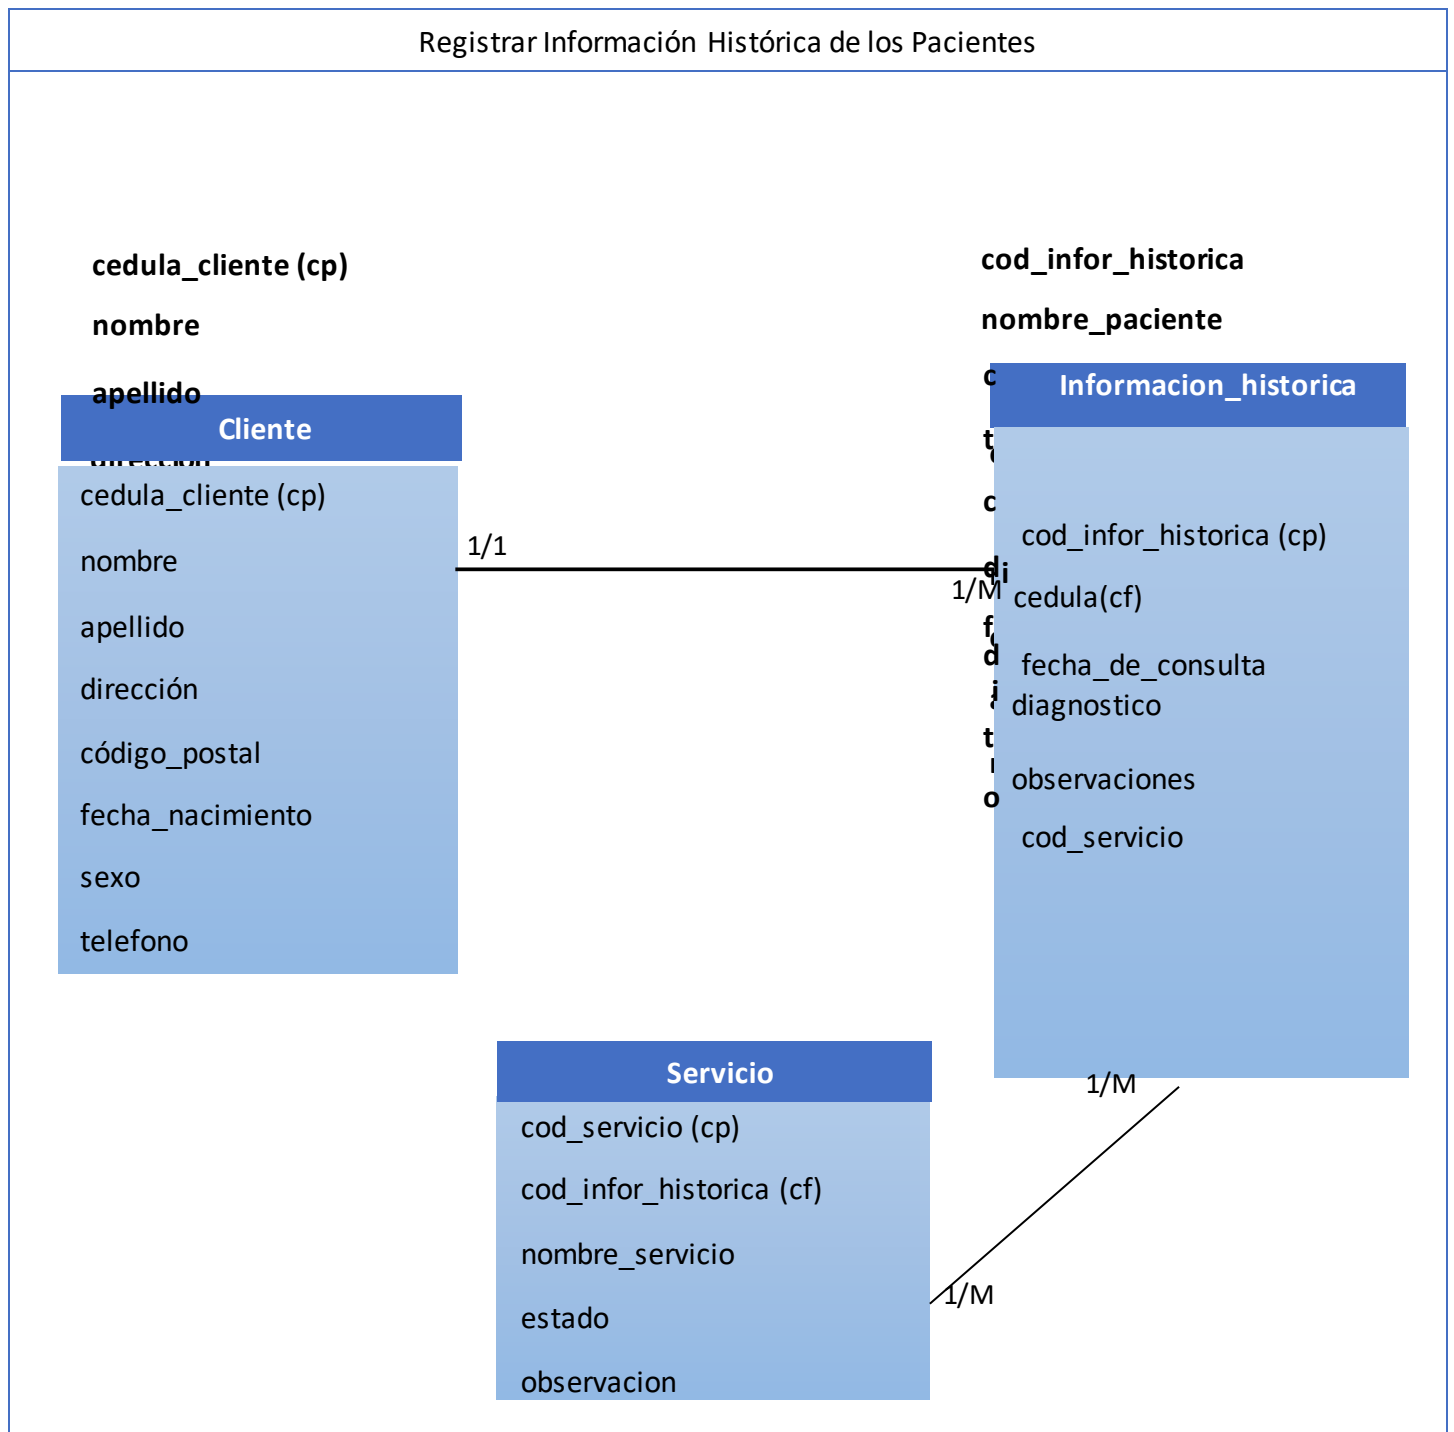 Registrar Información Histórica de los Pacientes
cedula_cliente (cp)
nombre
apellido
Cliente
cedula_cliente (cp)
nombre
apellido
dirección
código_postal
fecha_nacimiento
sexo
telefono
1/1
1/M
cod_infor_historica
nombre_paciente
Informacion_historica
cod_infor_historica (cp)
cedula(cf)
fecha_de_consulta
diagnostico
observaciones
cod_servicio
1/M
Servicio
cod_servicio (cp)
cod_infor_historica (cf)
nombre_servicio
estado
observacion
1/M